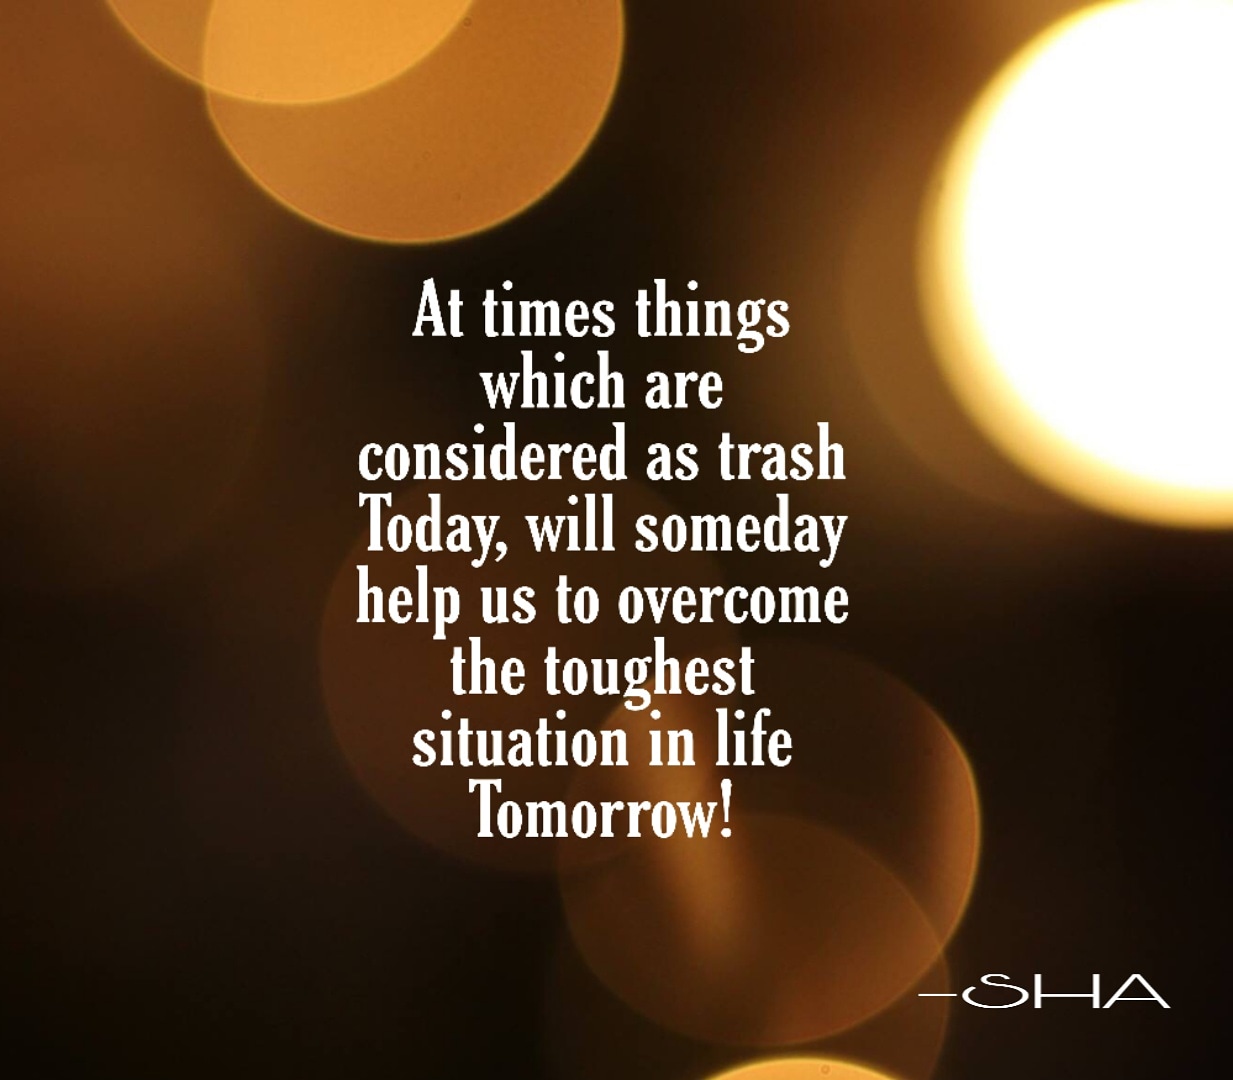 At times things
which are
considered as trash
Today, will someday
help us to overcome
the toughest
situation in life
Tomorrow!
-SHA